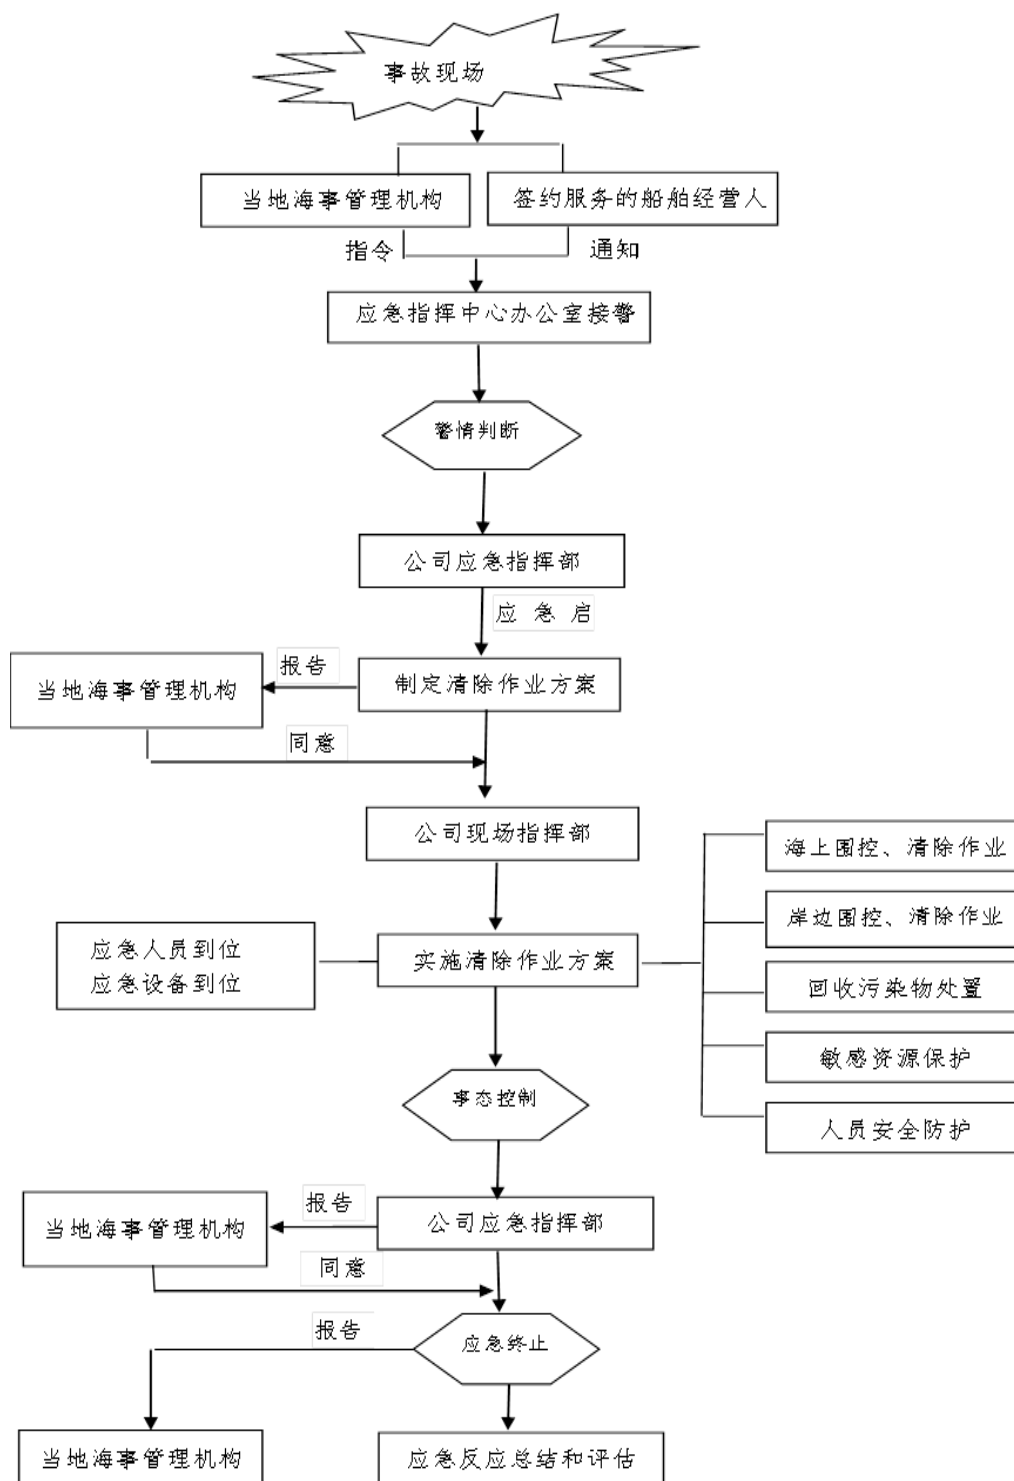 事故现场
当地海事管理机构
签约服务的船舶经营人
指令
通知
应急指挥中心办公室接警
警情判断
公司应急指挥部
应 急 启
报告
当地海事管理机构
制定清除作业方案
同意
公司现场指挥部
海上围控、清除作业
岸边围控、清除作业
应急人员到位
应急设备到位
实施清除作业方案
回收污染物处置
敏感资源保护
人员安全防护
事态控制
报告
当地海事管理机构
公司应急指挥部
同意
报告
应急终止
当地海事管理机构
应急反应总结和评估